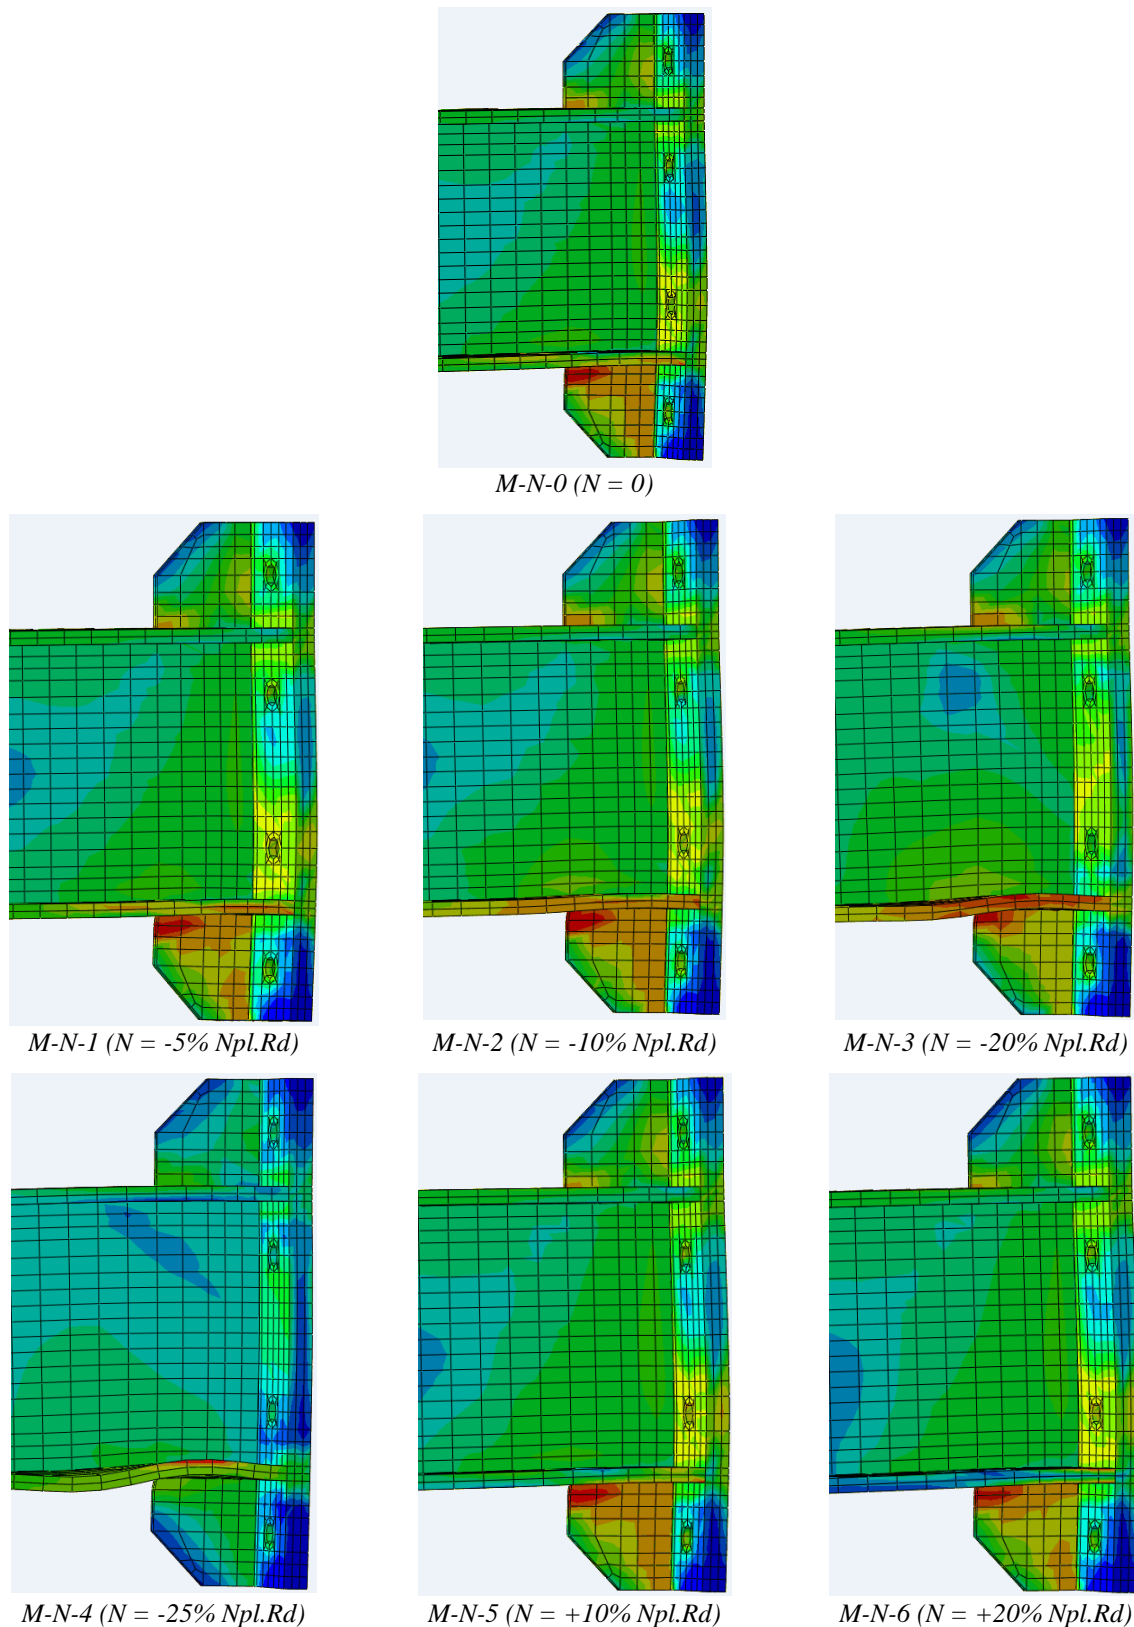 M-N-0 (N = 0)
M-N-1 (N = -5% Npl.Rd)
M-N-2 (N = -10% Npl.Rd)
M-N-3 (N = -20% Npl.Rd)
M-N-4 (N = -25% Npl.Rd)
M-N-5 (N = +10% Npl.Rd)
M-N-6 (N = +20% Npl.Rd)